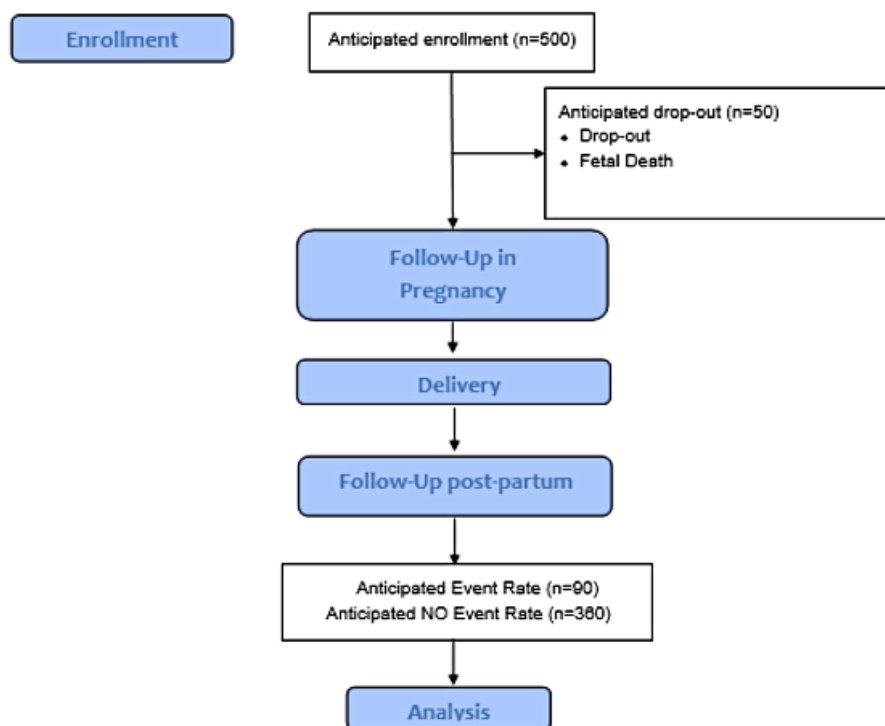 Enrollment
Anticipated enrollment (n=500)
Anticipated drop-out (n=50)
• Drop-out
• Fetal Death
Follow-Up in
Pregnancy
Delivery
Follow-Up post-partum
Anticipated Event Rate (n=90)
Anticipated NO Event Rate (n=360)
Analysis